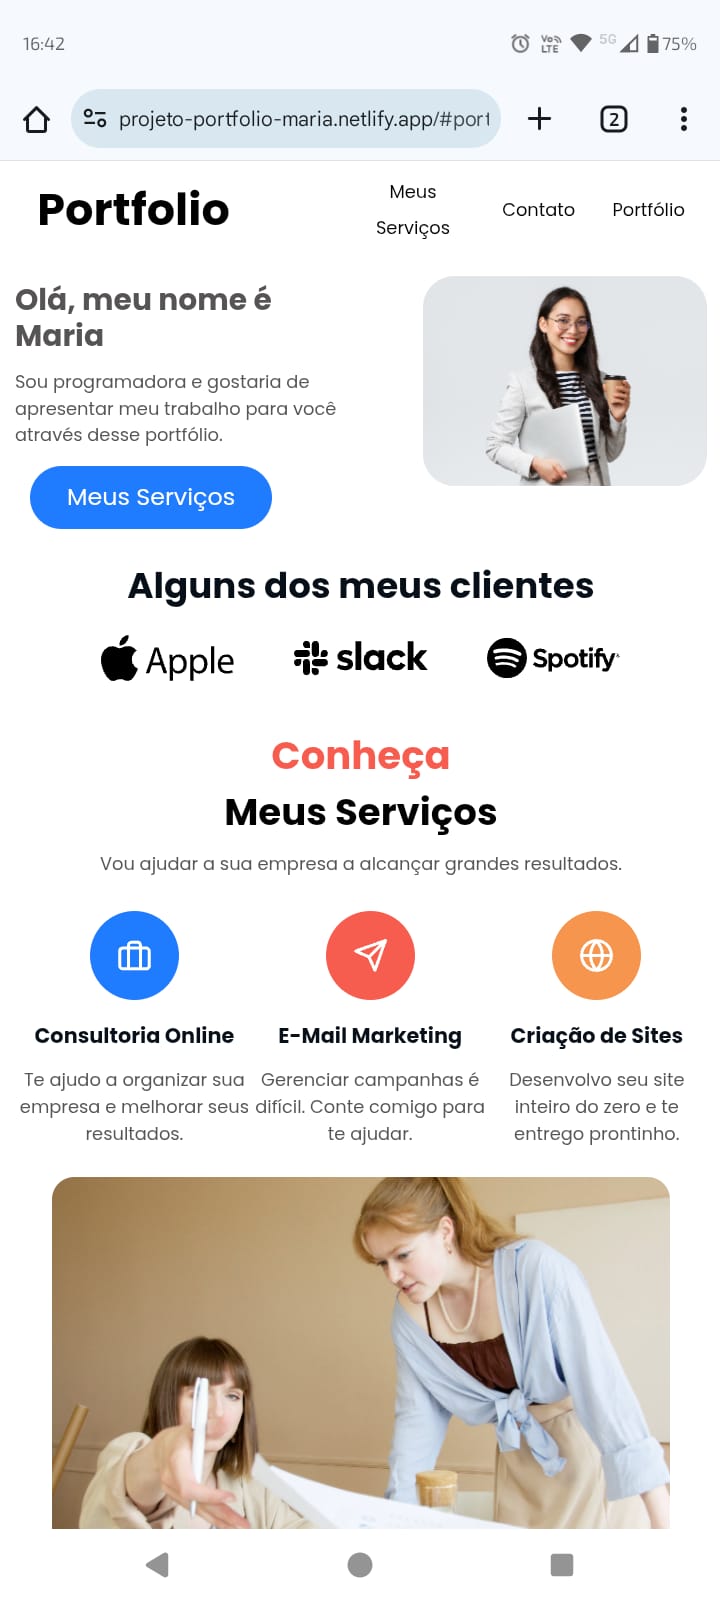 16:42
Vo
LTE
5G
75%
projeto-portfolio-maria.netlify.app/#port
2
Portfolio
Meus
Serviços
Contato
Portfólio
Olá, meu nome é
Maria
Sou programadora e gostaria de
apresentar meu trabalho para você
através desse portfólio.
Meus Serviços
Alguns dos meus clientes
Apple
slack
Spotify
Conheça
Meus Serviços
Vou ajudar a sua empresa a alcançar grandes resultados.
Consultoria Online
Te ajudo a organizar sua
empresa e melhorar seus
resultados.
E-Mail Marketing
Gerenciar campanhas é
difícil. Conte comigo para
te ajudar.
Criação de Sites
Desenvolvo seu site
inteiro do zero e te
entrego prontinho.